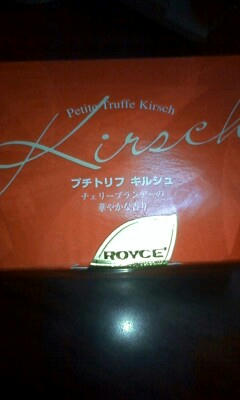 Petite Truffe Kirsch
Kirsch
プチトリフ キルシュ
チェリーブランデーの
華やかな香り
ROYCE'